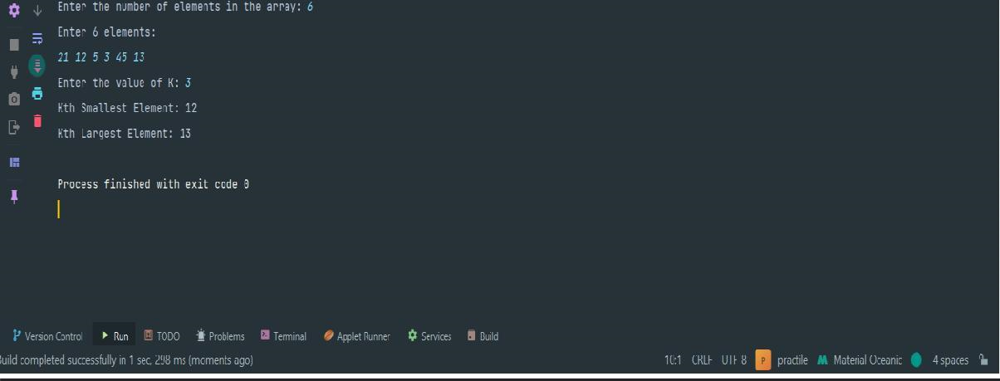 Enter the number of elements in the array: 6
Enter 6 elements:
21 12 5 3 45 13
Enter the value of K: 3
Kth Smallest Element: 12
Kth Largest Element: 13
Process finished with exit code 0
Version Control Run TODO Problems Terminal Applet Runner Services Build
Build completed successfully in 1 sec, 298 ms (moments ago) 10:1 CRLF UTF 8 P practile Material Oceanic 4 spaces